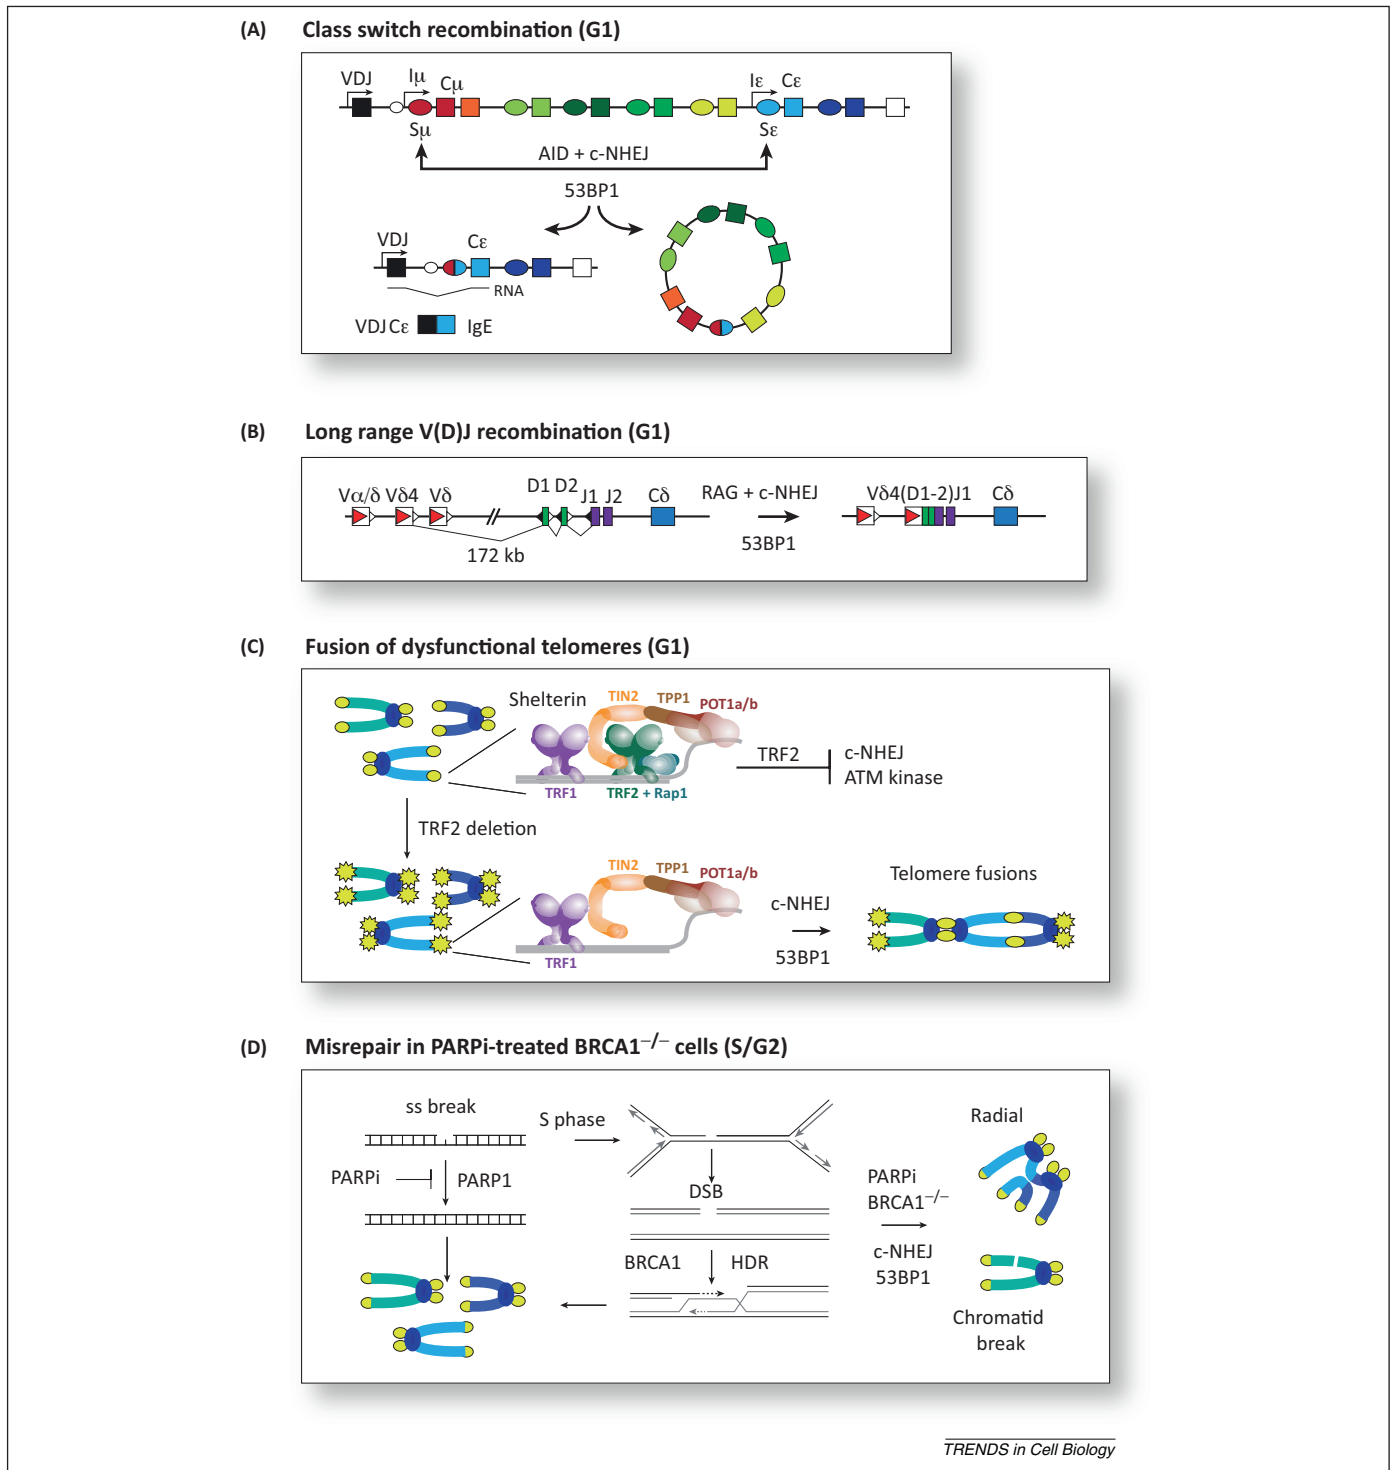 (A) Class switch recombination (G1)
VDJ Iμ Cμ Iε Cε
Sμ Sε
AID + c-NHEJ
53BP1
VDJ Cε
RNA
VDJ Cε IgE
(B) Long range V(D)J recombination (G1)
Vα/δ Vδ4 Vδ D1 D2 J1 J2 Cδ
172 kb
RAG + c-NHEJ
53BP1
Vδ4(D1-2)J1 Cδ
(C) Fusion of dysfunctional telomeres (G1)
Shelterin
TIN2 TPP1 POT1a/b
TRF1 TRF2 + Rap1
TRF2
c-NHEJ
ATM kinase
TRF2 deletion
TIN2 TPP1 POT1a/b
TRF1
c-NHEJ
53BP1
Telomere fusions
(D) Misrepair in PARPi-treated BRCA1−/− cells (S/G2)
ss break
PARPi PARP1
S phase
DSB
BRCA1 HDR
PARPi
BRCA1−/−
c-NHEJ
53BP1
Radial
Chromatid
break
TRENDS in Cell Biology